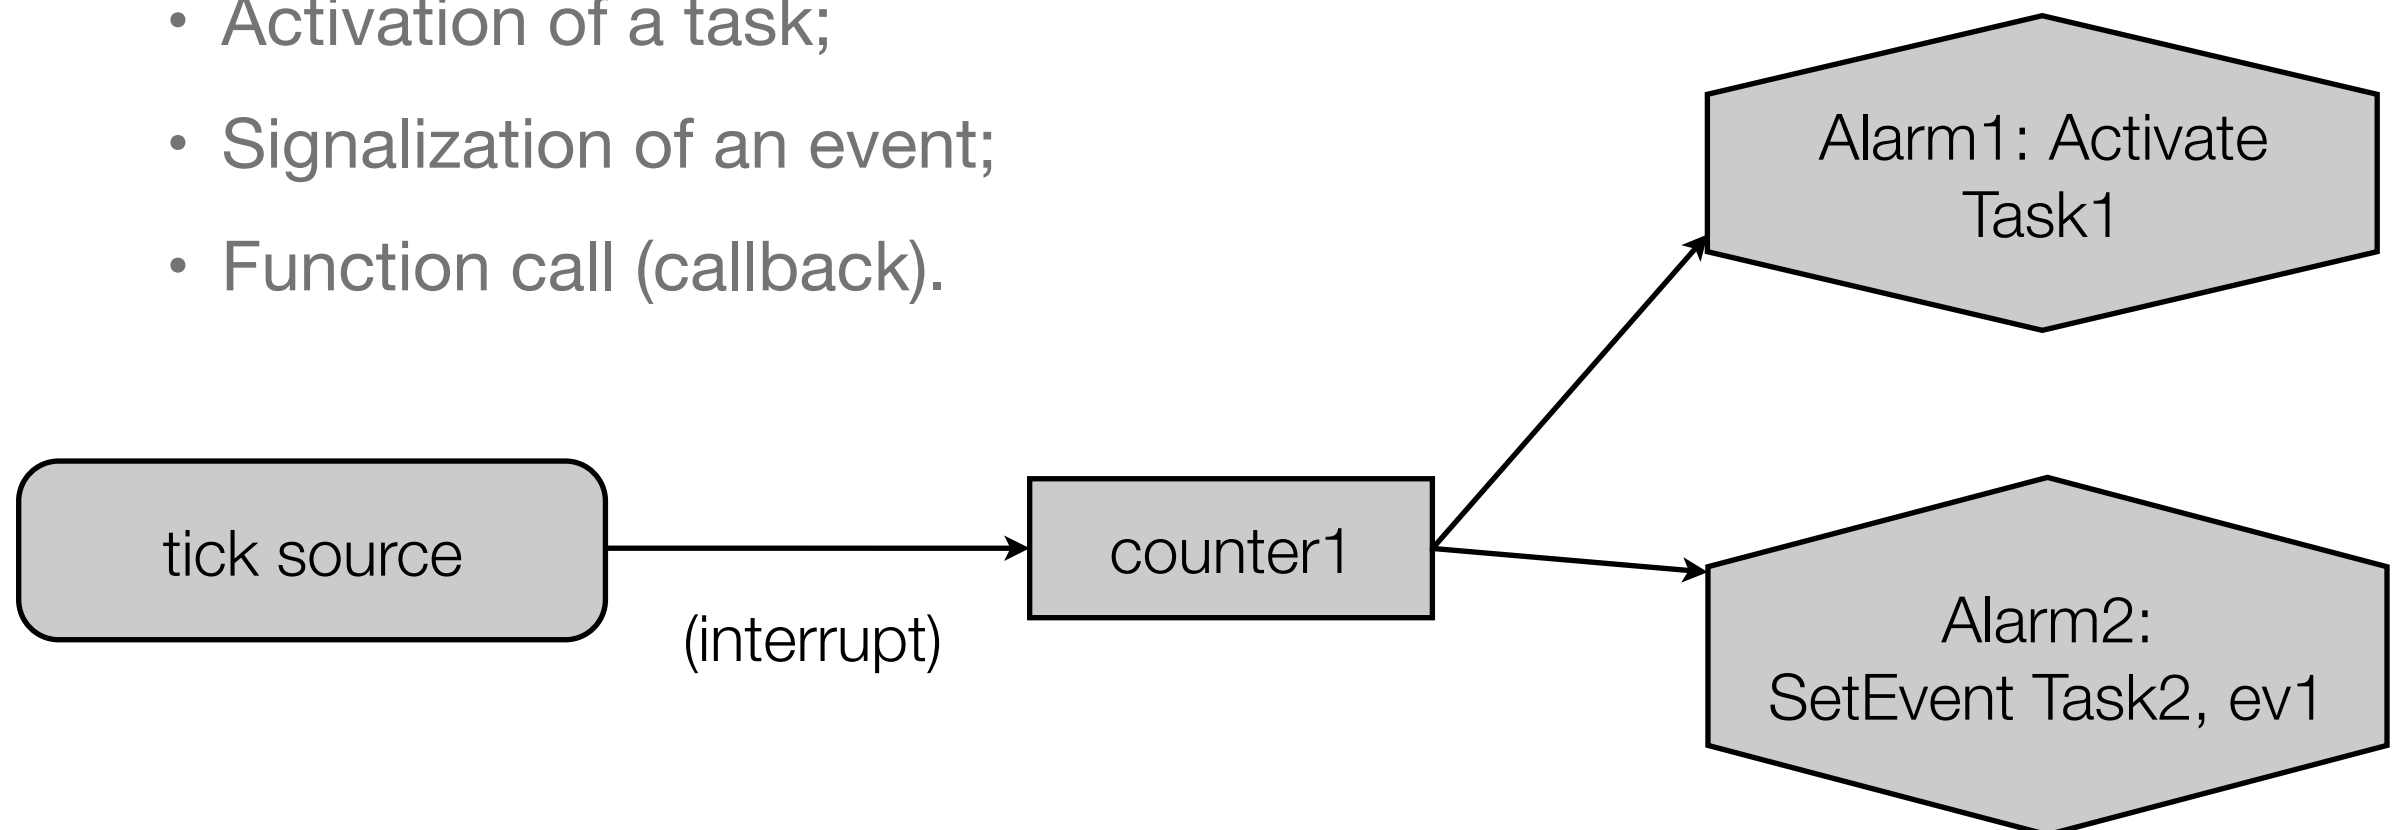 • Activation of a task;
• Signalization of an event;
• Function call (callback).
Alarm1: Activate
Task1
tick source
(interrupt)
counter1
Alarm2:
SetEvent Task2, ev1